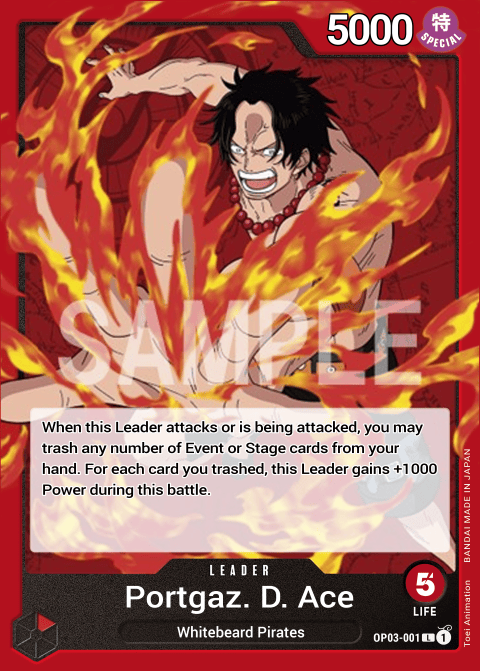 5000
特
SPECIAL
SAMPLE
When this Leader attacks or is being attacked, you may
trash any number of Event or Stage cards from your
hand. For each card you trashed, this Leader gains +1000
Power during this battle.
LEADER
Portgaz. D. Ace
Whitebeard Pirates
5
LIFE
OP03-001 L 1
Toei Animation BANDAI MADE IN JAPAN